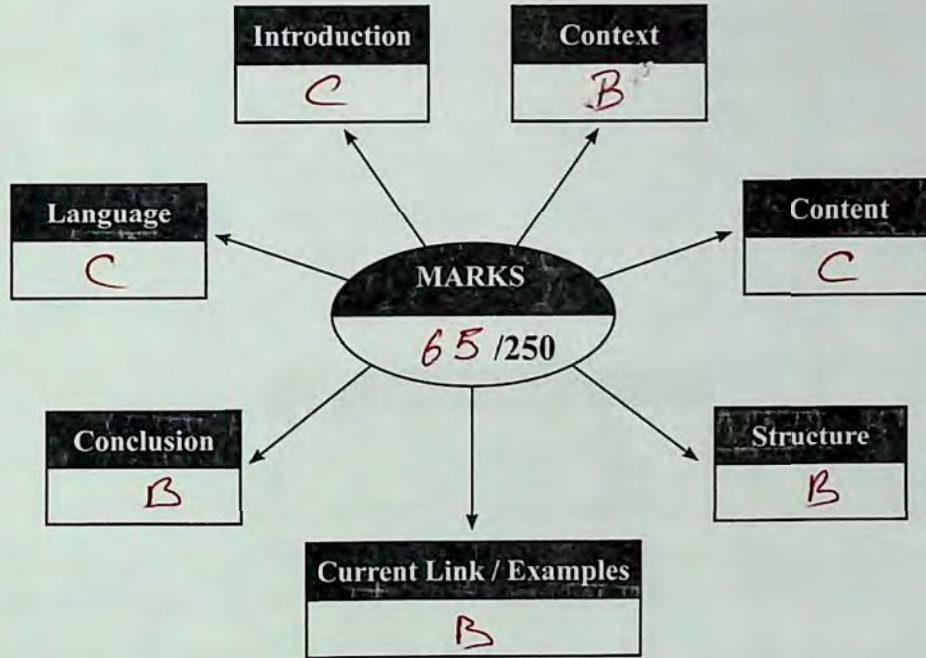 Introduction
C
Context
B
Language
C
Content
C
MARKS
65 /250
Conclusion
B
Structure
B
Current Link / Examples
B